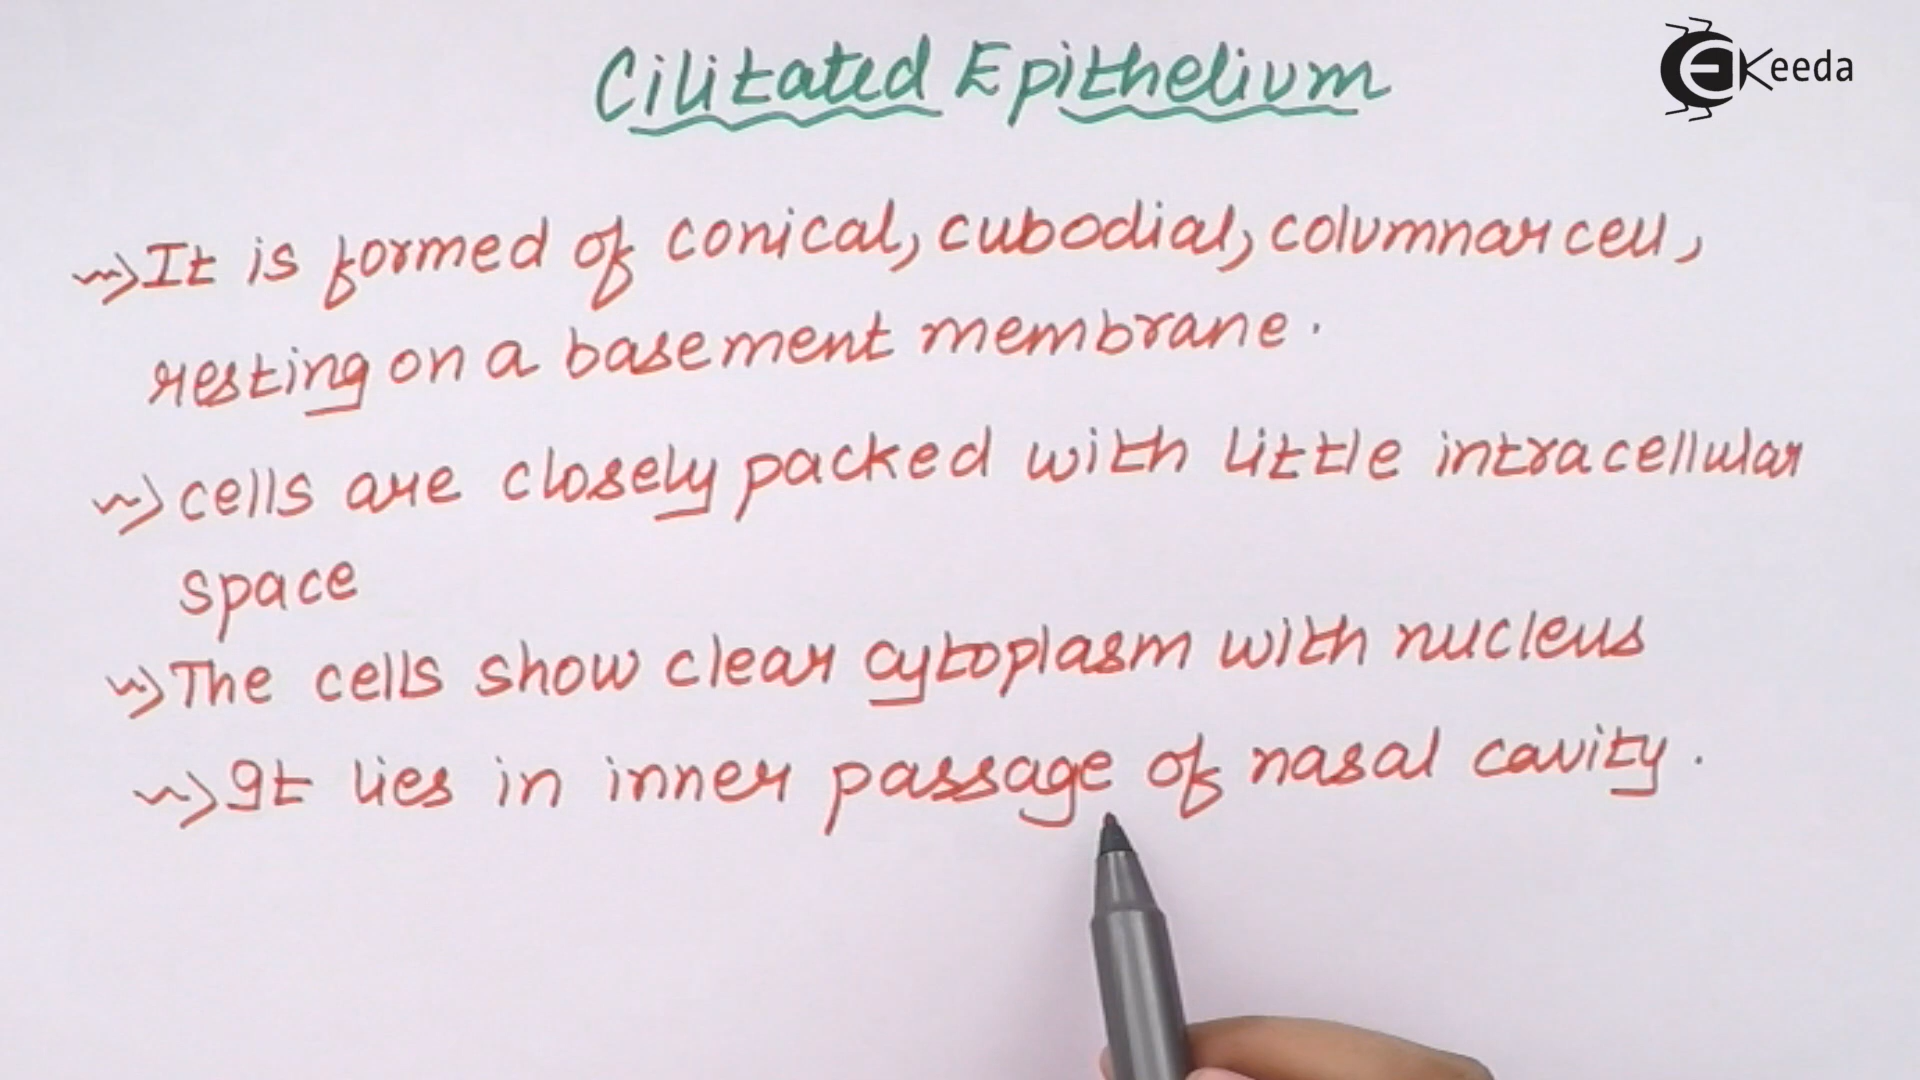 Cilitated Epithelium
EKeeda
It is formed of conical, cubodial, columnar cell,
resting on a basement membrane.
cells are closely packed with little intracellular
space
The cells show clear cytoplasm with nucleus
It lies in inner passage of nasal cavity.